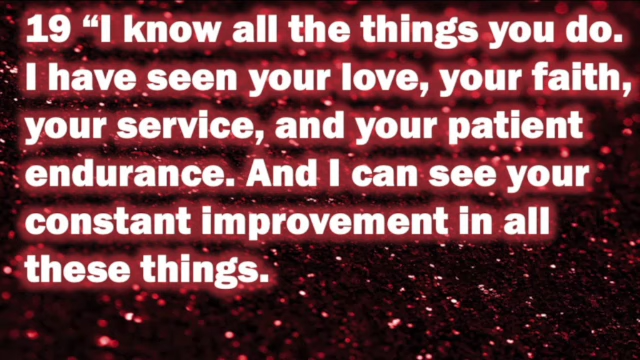 19 “I know all the things you do.
I have seen your love, your faith,
your service, and your patient
endurance. And I can see your
constant improvement in all
these things.